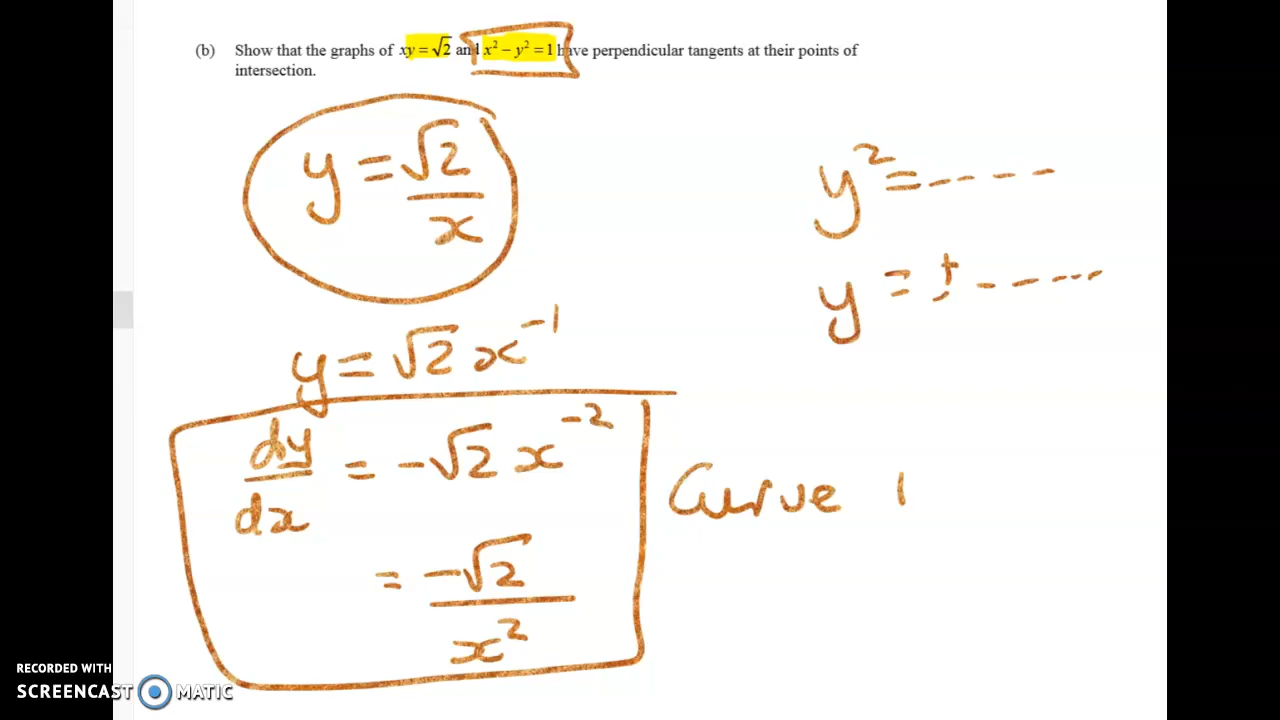 (b) Show that the graphs of xy = √2 and x² − y² = 1 have perpendicular tangents at their points of
intersection.
y = √2/x
y² = - - - -
y = ± - - - - -
y = √2 x⁻¹
dy/dx = −√2 x⁻²
Curve 1
= −√2/x²
RECORDED WITH
SCREENCAST MATIC